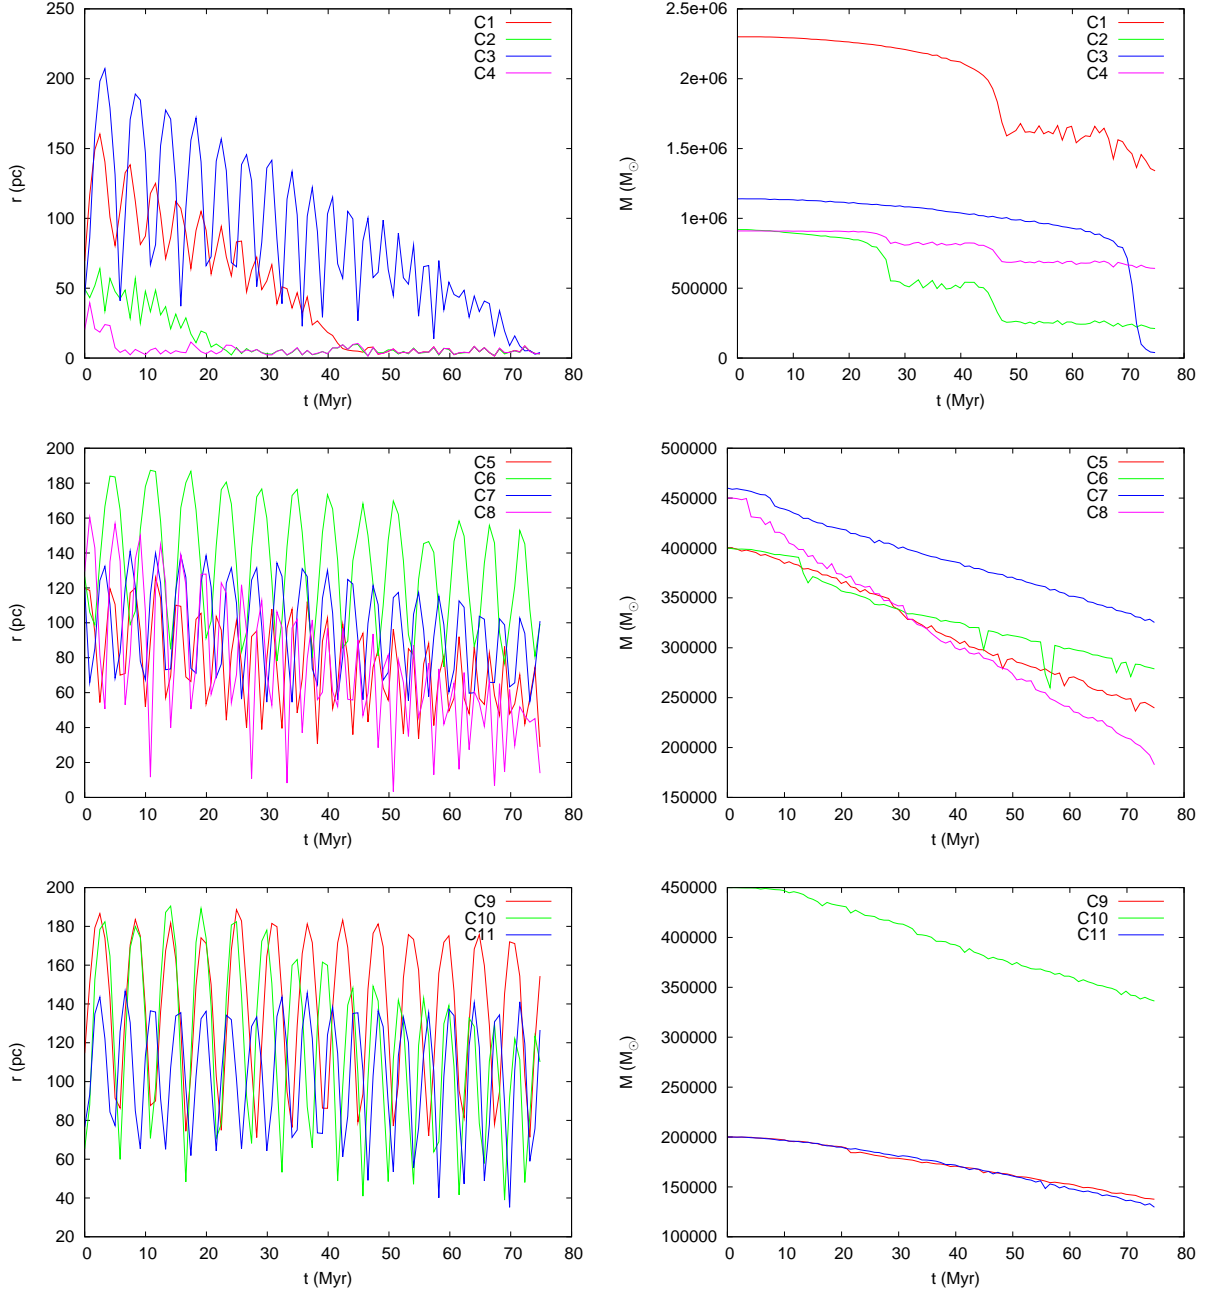 250
200
150
100
50
0
r (pc)
0 10 20 30 40 50 60 70 80
t (Myr)
C1
C2
C3
C4
2.5e+06
2e+06
1.5e+06
1e+06
500000
0
M (M☉)
0 10 20 30 40 50 60 70 80
t (Myr)
C1
C2
C3
C4
200
180
160
140
120
100
80
60
40
20
0
r (pc)
0 10 20 30 40 50 60 70 80
t (Myr)
C5
C6
C7
C8
500000
450000
400000
350000
300000
250000
200000
150000
M (M☉)
0 10 20 30 40 50 60 70 80
t (Myr)
C5
C6
C7
C8
200
180
160
140
120
100
80
60
40
20
r (pc)
0 10 20 30 40 50 60 70 80
t (Myr)
C9
C10
C11
450000
400000
350000
300000
250000
200000
150000
100000
M (M☉)
0 10 20 30 40 50 60 70 80
t (Myr)
C9
C10
C11